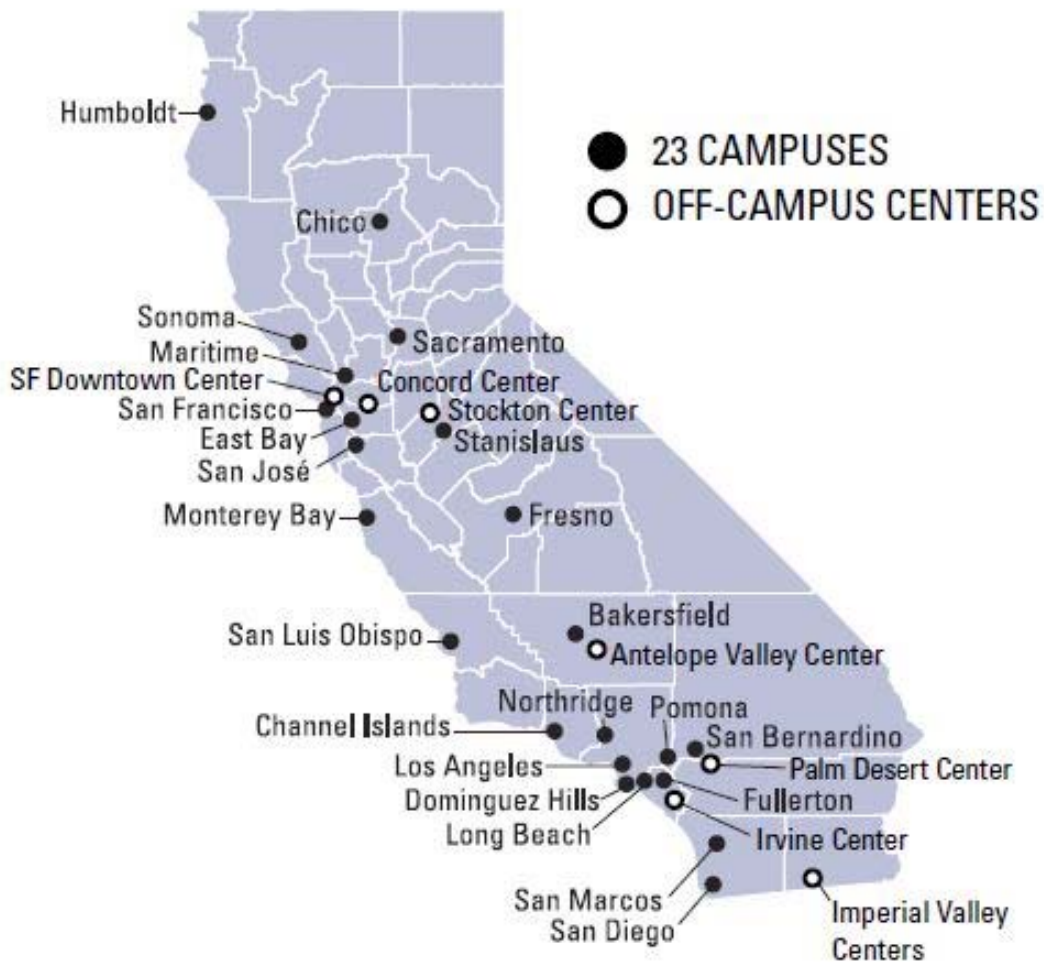 Humboldt
23 CAMPUSES
OFF-CAMPUS CENTERS
Chico
Sonoma
Sacramento
Maritime
SF Downtown Center
Concord Center
San Francisco
Stockton Center
East Bay
Stanislaus
San José
Monterey Bay
Fresno
Bakersfield
San Luis Obispo
Antelope Valley Center
Northridge
Pomona
Channel Islands
San Bernardino
Los Angeles
Palm Desert Center
Dominguez Hills
Fullerton
Long Beach
Irvine Center
San Marcos
San Diego
Imperial Valley
Centers